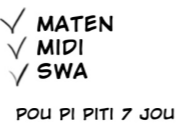 ✓ MATEN
✓ MIDI
✓ SWA
POU PI PITI 7 JOU